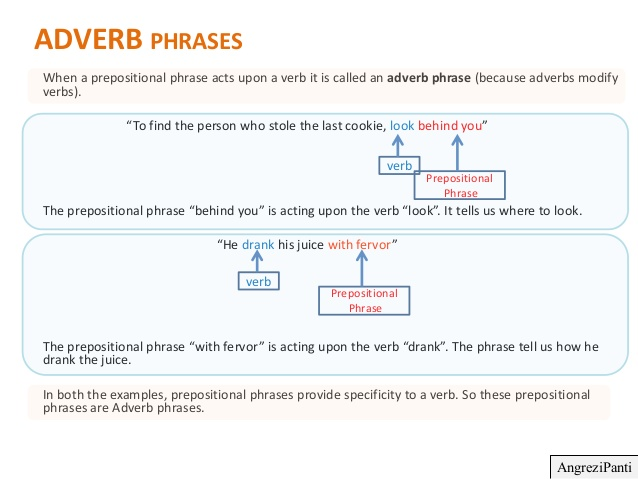 ADVERB PHRASES
When a prepositional phrase acts upon a verb it is called an adverb phrase (because adverbs modify
verbs).
“To find the person who stole the last cookie, look behind you”
verb
Prepositional
Phrase
The prepositional phrase “behind you” is acting upon the verb “look”. It tells us where to look.
“He drank his juice with fervor”
verb
Prepositional
Phrase
The prepositional phrase “with fervor” is acting upon the verb “drank”. The phrase tell us how he
drank the juice.
In both the examples, prepositional phrases provide specificity to a verb. So these prepositional
phrases are Adverb phrases.
AngreziPanti